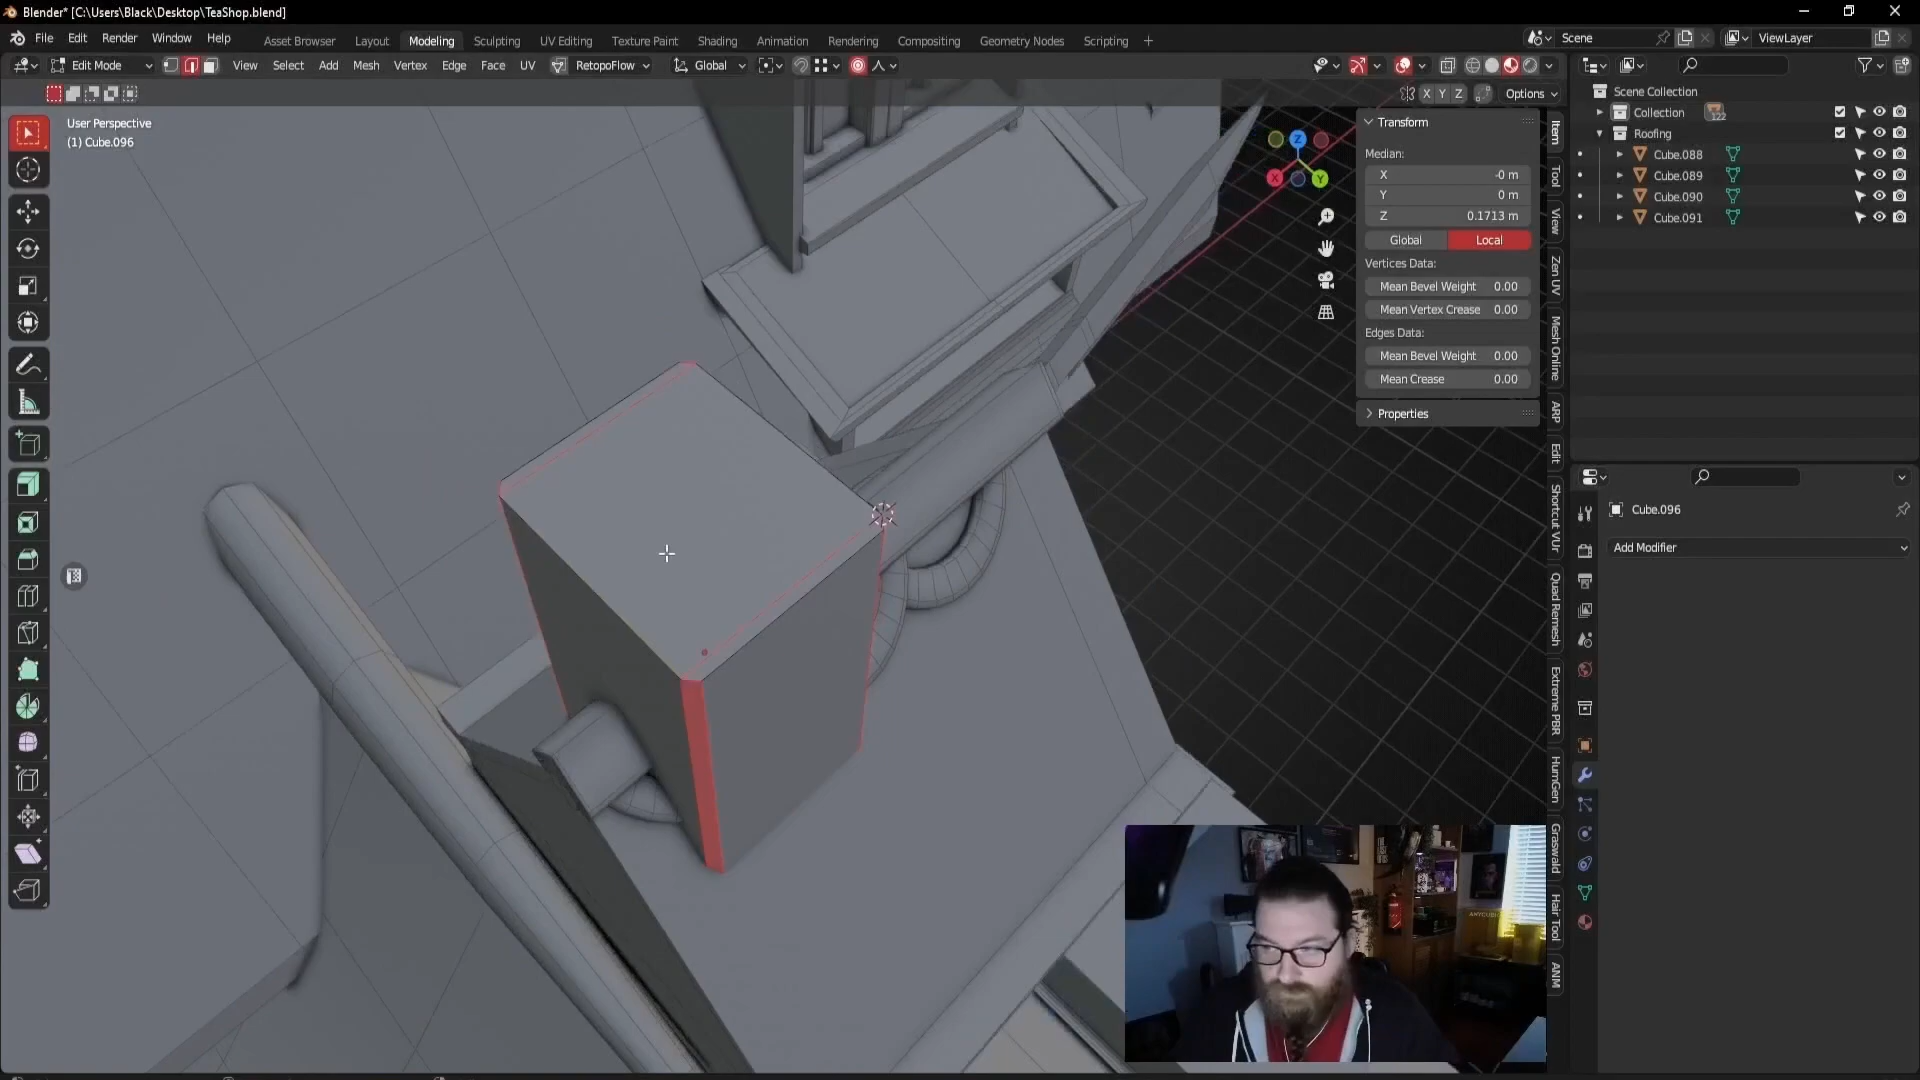 Blender* [C:\Users\Black\Desktop\TeaShop.blend]
File Edit Render Window Help
Asset Browser Layout Modeling Sculpting UV Editing Texture Paint Shading Animation Rendering Compositing Geometry Nodes Scripting +
Scene
ViewLayer
Edit Mode View Select Add Mesh Vertex Edge Face UV RetopoFlow Global
X Y Z Options
User Perspective
(1) Cube.096
Z
X
Y
Transform
Median:
X -0 m
Y 0 m
Z 0.1713 m
Global Local
Vertices Data:
Mean Bevel Weight 0.00
Mean Vertex Crease 0.00
Edges Data:
Mean Bevel Weight 0.00
Mean Crease 0.00
Properties
Item
Tool
View
Zen UV
Mesh Online
ARP
Edit
Shortcut VUr
Quad Remesh
Extreme PBR
HumGen
Graswald
Hair Tool
ANM
Scene Collection
Collection 122
Roofing
Cube.088
Cube.089
Cube.090
Cube.091
Cube.096
Add Modifier